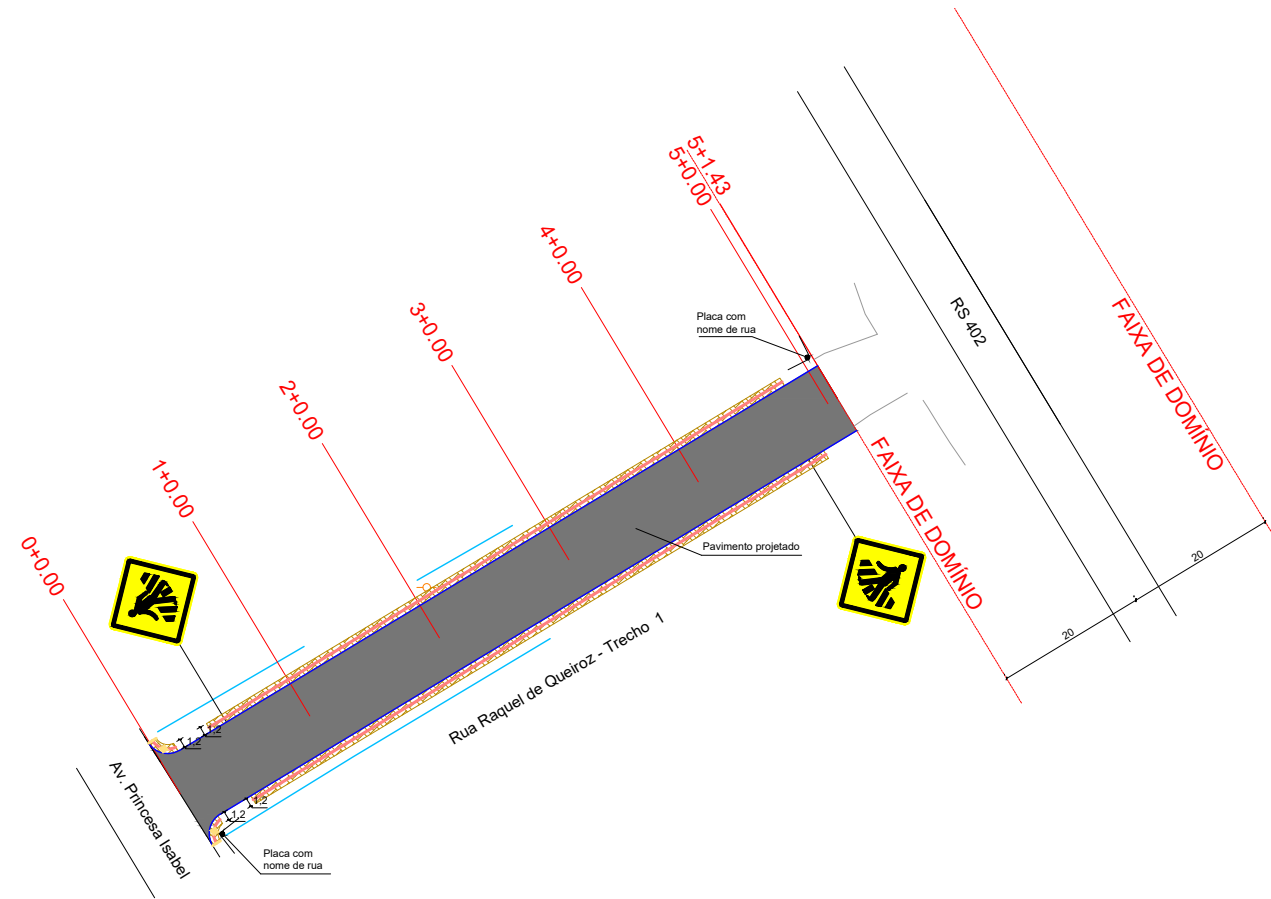 5+1.43
5+0.00
4+0.00
3+0.00
2+0.00
1+0.00
0+0.00
Placa com
nome de rua
RS 402
FAIXA DE DOMÍNIO
FAIXA DE DOMÍNIO
Pavimento projetado
20
20
Rua Raquel de Queiroz - Trecho 1
1,2
1,2
1,2
1,2
Av. Princesa Isabel
Placa com
nome de rua